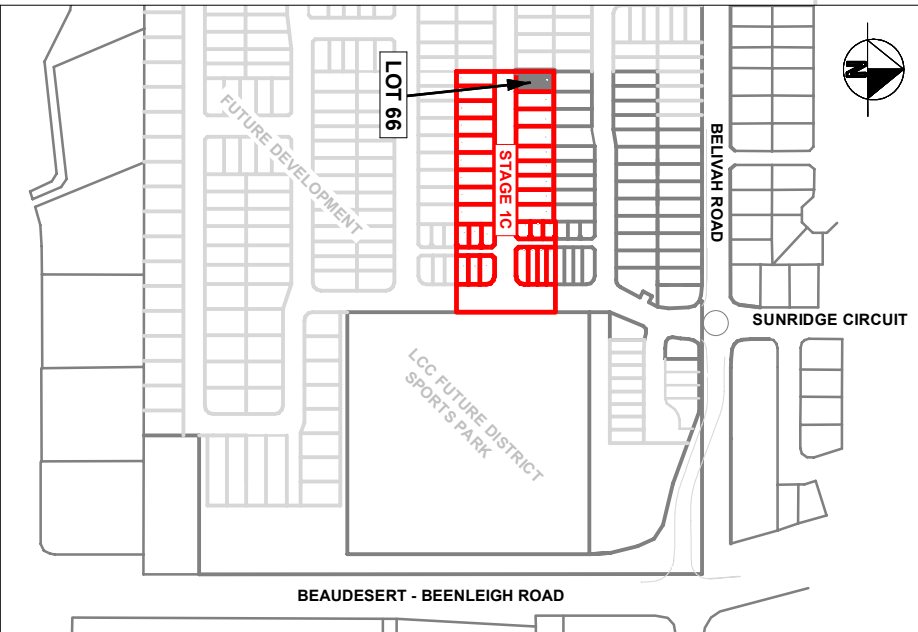 LOT 66
N
FUTURE DEVELOPMENT
STAGE 1C
BELIVAH ROAD
SUNRIDGE CIRCUIT
LCC FUTURE DISTRICT
SPORTS PARK
BEAUDESERT - BEENLEIGH ROAD